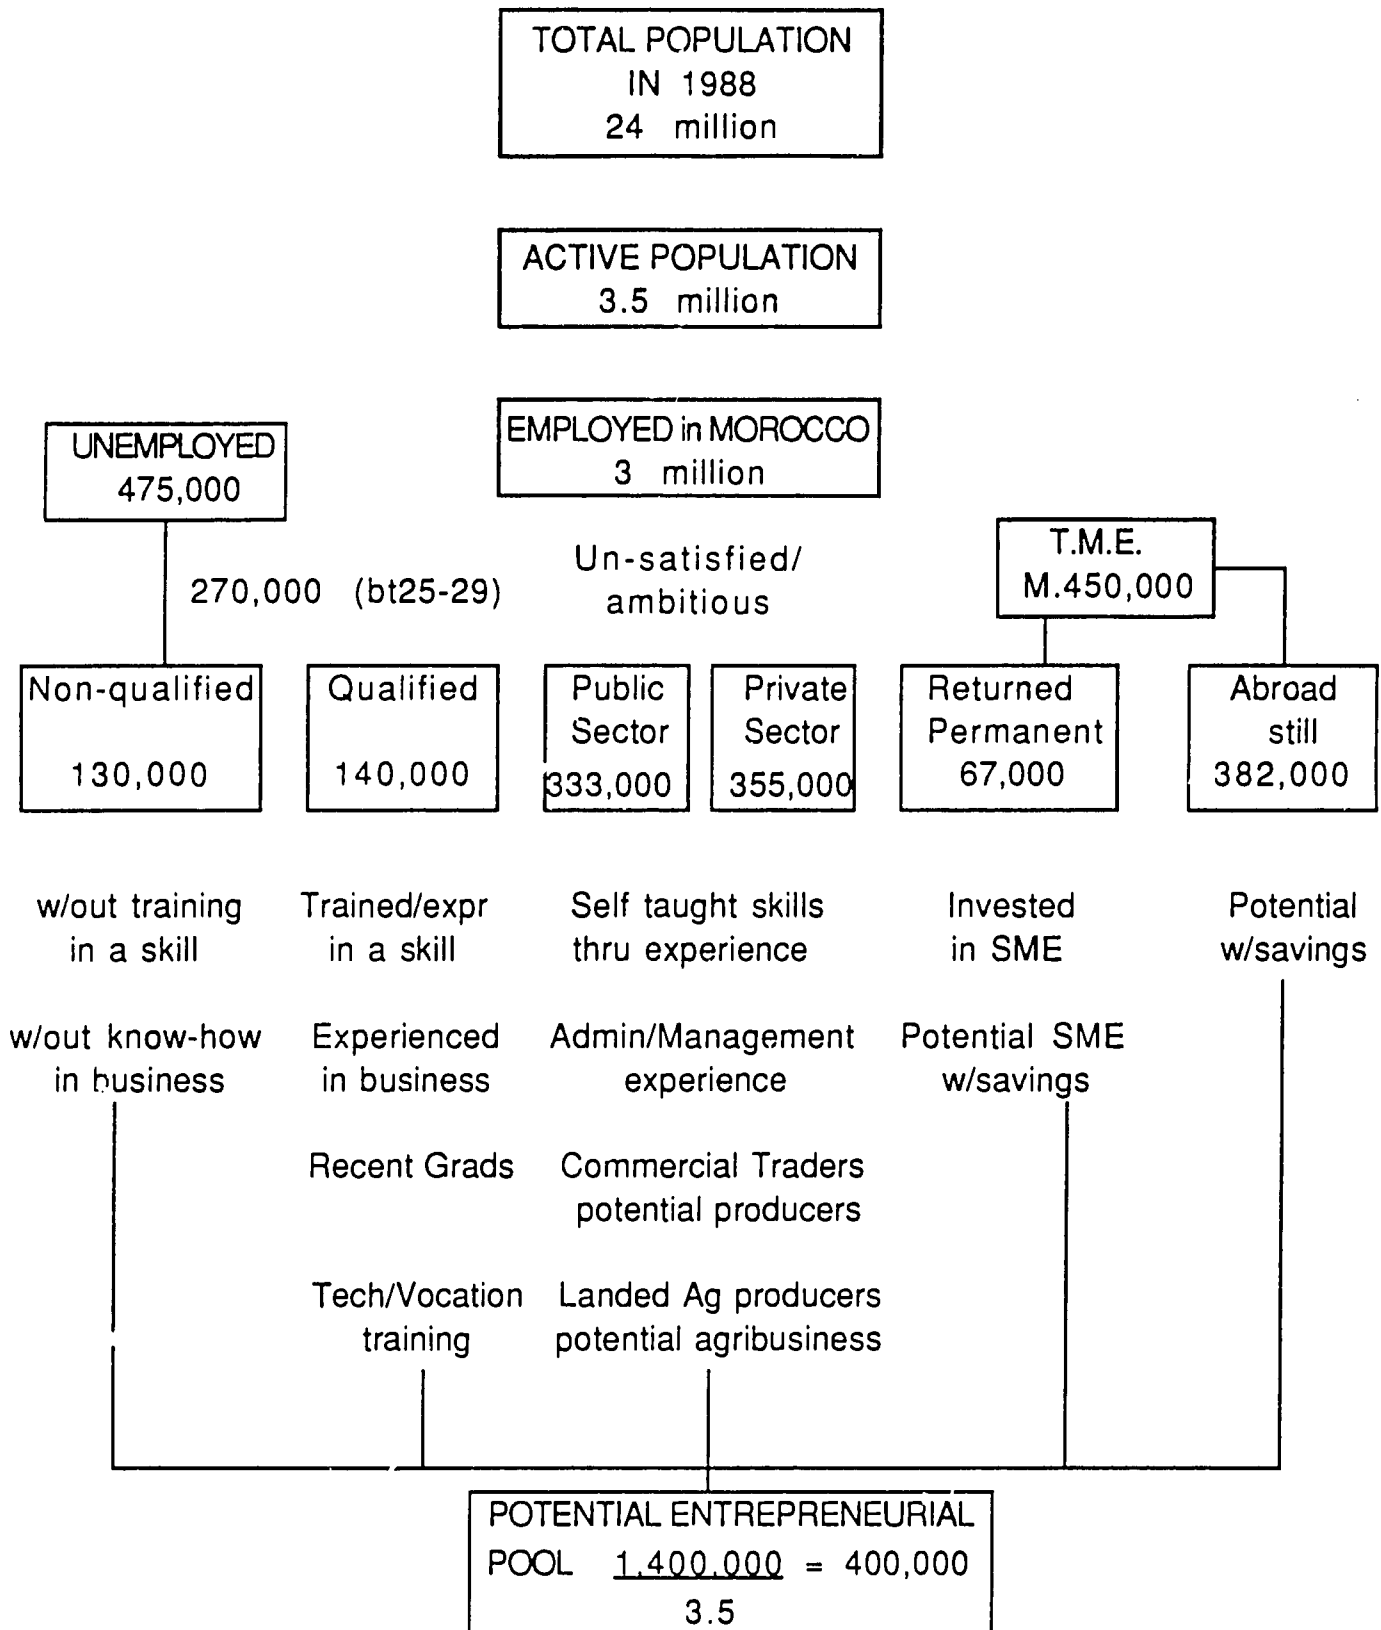 TOTAL POPULATION
IN 1988
24 million
ACTIVE POPULATION
3.5 million
EMPLOYED in MOROCCO
3 million
UNEMPLOYED
475,000
270,000 (bt25-29)
Un-satisfied/
ambitious
T.M.E.
M.450,000
Non-qualified
130,000
Qualified
140,000
Public
Sector
333,000
Private
Sector
355,000
Returned
Permanent
67,000
Abroad
still
382,000
w/out training
in a skill
Trained/expr
in a skill
Self taught skills
thru experience
Invested
in SME
Potential
w/savings
w/out know-how
in business
Experienced
in business
Admin/Management
experience
Potential SME
w/savings
Recent Grads
Commercial Traders
potential producers
Tech/Vocation
training
Landed Ag producers
potential agribusiness
POTENTIAL ENTREPRENEURIAL
POOL 1,400,000 = 400,000
3.5